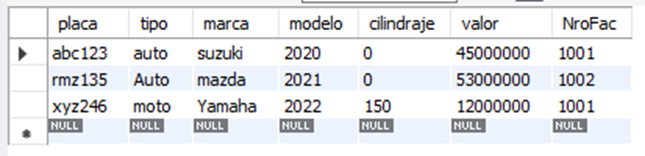 placa tipo marca modelo cilindraje valor NroFac
abc123 auto suzuki 2020 0 45000000 1001
rmz135 Auto mazda 2021 0 53000000 1002
xyz246 moto Yamaha 2022 150 12000000 1001
NULL NULL NULL NULL NULL NULL NULL